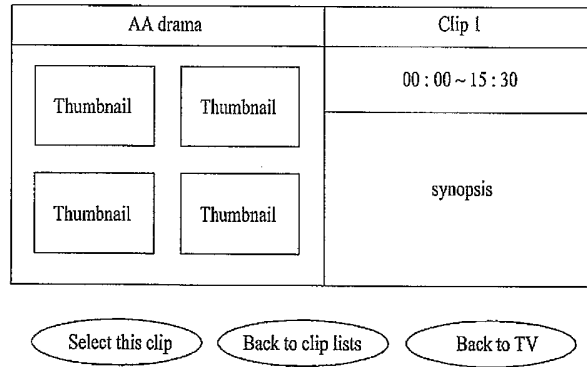 AA drama
Clip 1
Thumbnail
Thumbnail
00 : 00 ~ 15 : 30
Thumbnail
Thumbnail
synopsis
Select this clip
Back to clip lists
Back to TV